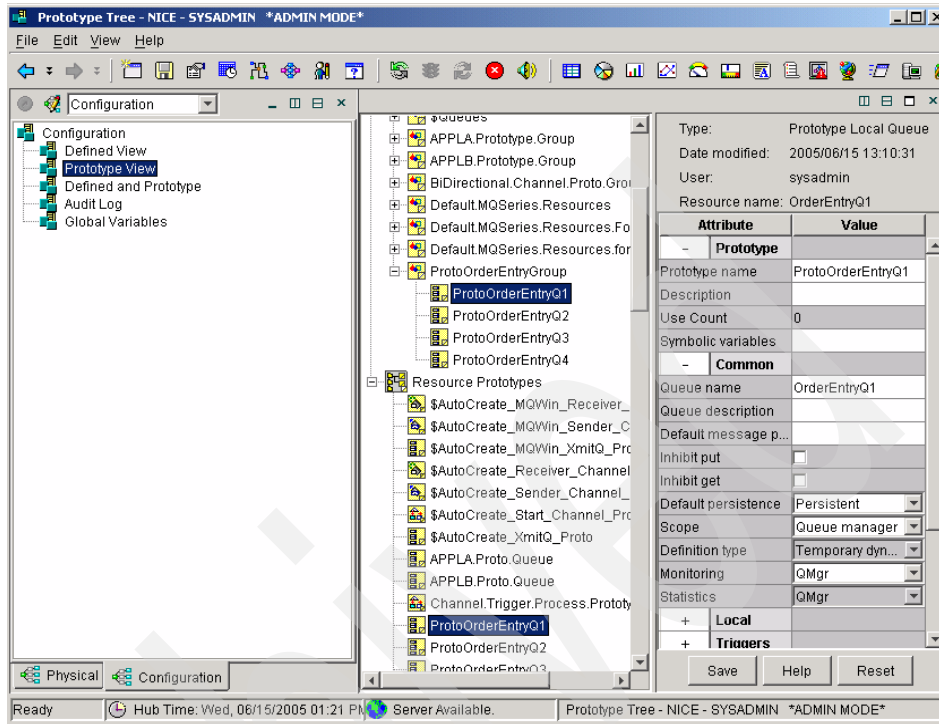 Prototype Tree - NICE - SYSADMIN *ADMIN MODE*
File Edit View Help
Configuration
Configuration
Defined View
Prototype View
Defined and Prototype
Audit Log
Global Variables
Physical
Configuration
$Queues
APPLA.Prototype.Group
APPLB.Prototype.Group
BiDirectional.Channel.Proto.Grou
Default.MQSeries.Resources
Default.MQSeries.Resources.Fo
Default.MQSeries.Resources.for
ProtoOrderEntryGroup
ProtoOrderEntryQ1
ProtoOrderEntryQ2
ProtoOrderEntryQ3
ProtoOrderEntryQ4
Resource Prototypes
$AutoCreate_MQWin_Receiver_
$AutoCreate_MQWin_Sender_C
$AutoCreate_MQWin_XmitQ_Pro
$AutoCreate_Receiver_Channel
$AutoCreate_Sender_Channel_
$AutoCreate_Start_Channel_Pro
$AutoCreate_XmitQ_Proto
APPLA.Proto.Queue
APPLB.Proto.Queue
Channel.Trigger.Process.Prototy
ProtoOrderEntryQ1
ProtoOrderEntryQ2
ProtoOrderEntryQ3
Type: Prototype Local Queue
Date modified: 2005/06/15 13:10:31
User: sysadmin
Resource name: OrderEntryQ1
Attribute Value
- Prototype
Prototype name ProtoOrderEntryQ1
Description
Use Count 0
Symbolic variables
- Common
Queue name OrderEntryQ1
Queue description
Default message p...
Inhibit put
Inhibit get
Default persistence Persistent
Scope Queue manager
Definition type Temporary dyn...
Monitoring QMgr
Statistics QMgr
+ Local
+ Triggers
Save Help Reset
Ready Hub Time: Wed, 06/15/2005 01:21 PM Server Available. Prototype Tree - NICE - SYSADMIN *ADMIN MODE*